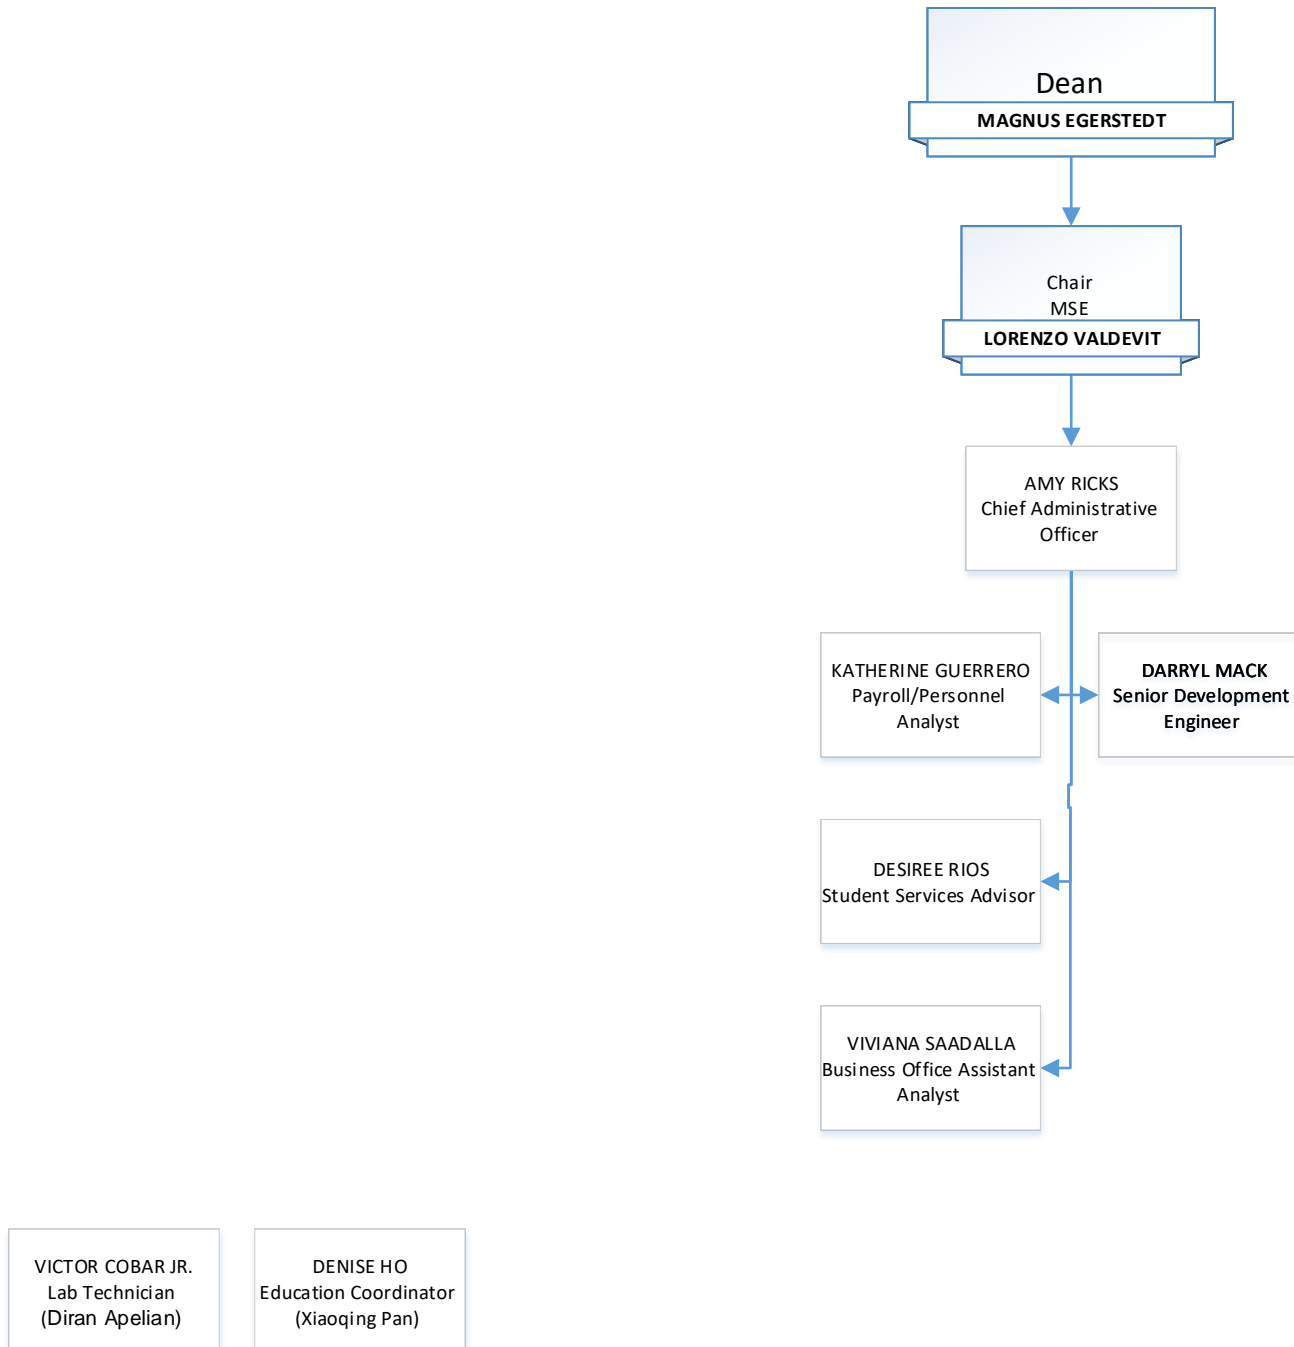 Dean
MAGNUS EGERSTEDT
Chair
MSE
LORENZO VALDEVIT
AMY RICKS
Chief Administrative
Officer
KATHERINE GUERRERO
Payroll/Personnel
Analyst
DARRYL MACK
Senior Development
Engineer
DESIREE RIOS
Student Services Advisor
VIVIANA SAADALLA
Business Office Assistant
Analyst
VICTOR COBAR JR.
Lab Technician
(Diran Apelian)
DENISE HO
Education Coordinator
(Xiaoqing Pan)